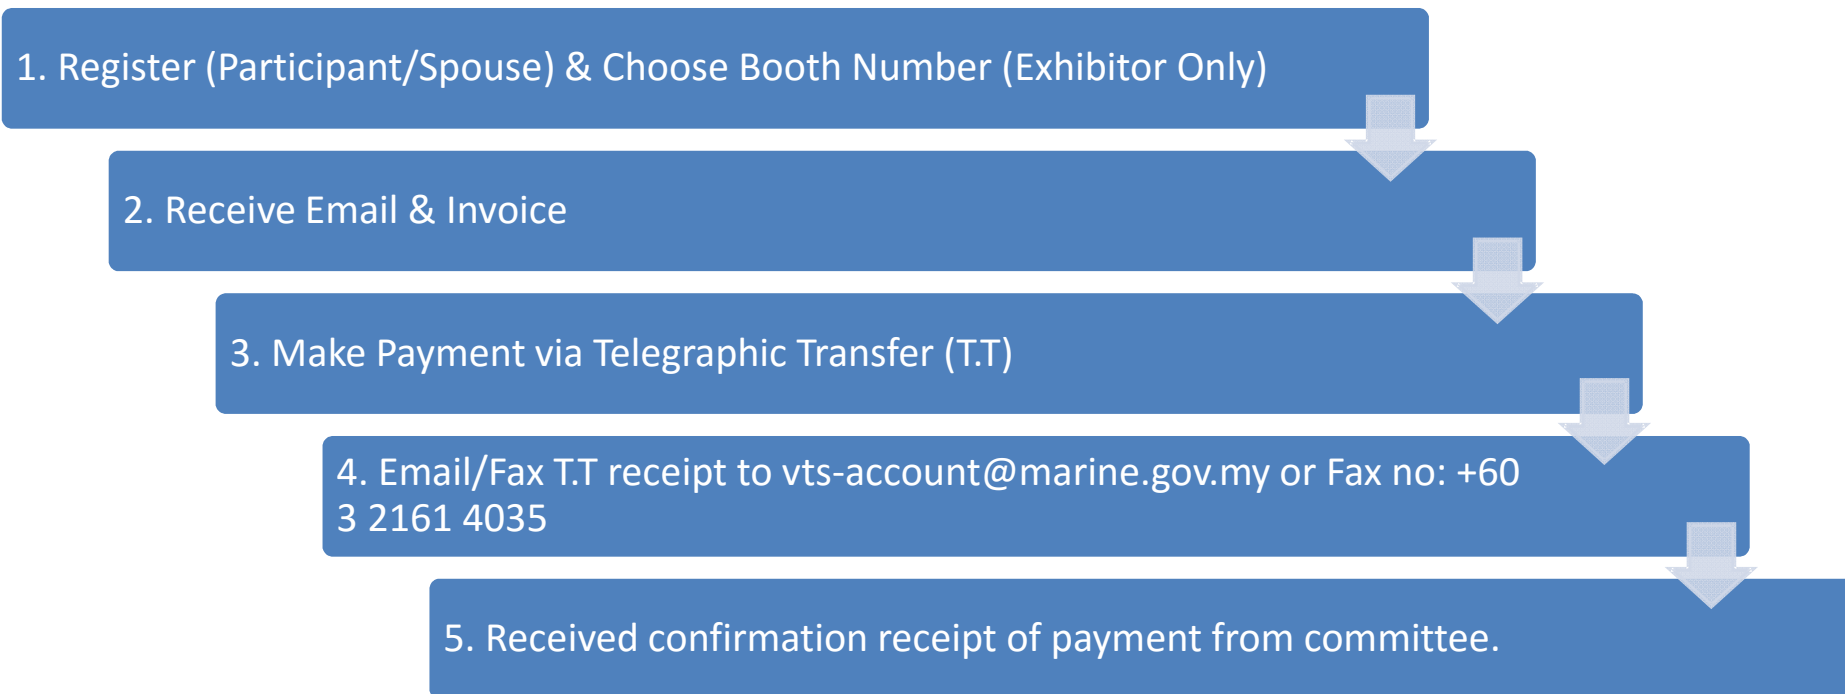 1. Register (Participant/Spouse) & Choose Booth Number (Exhibitor Only)
2. Receive Email & Invoice
3. Make Payment via Telegraphic Transfer (T.T)
4. Email/Fax T.T receipt to vts-account@marine.gov.my or Fax no: +60
3 2161 4035
5. Received confirmation receipt of payment from committee.